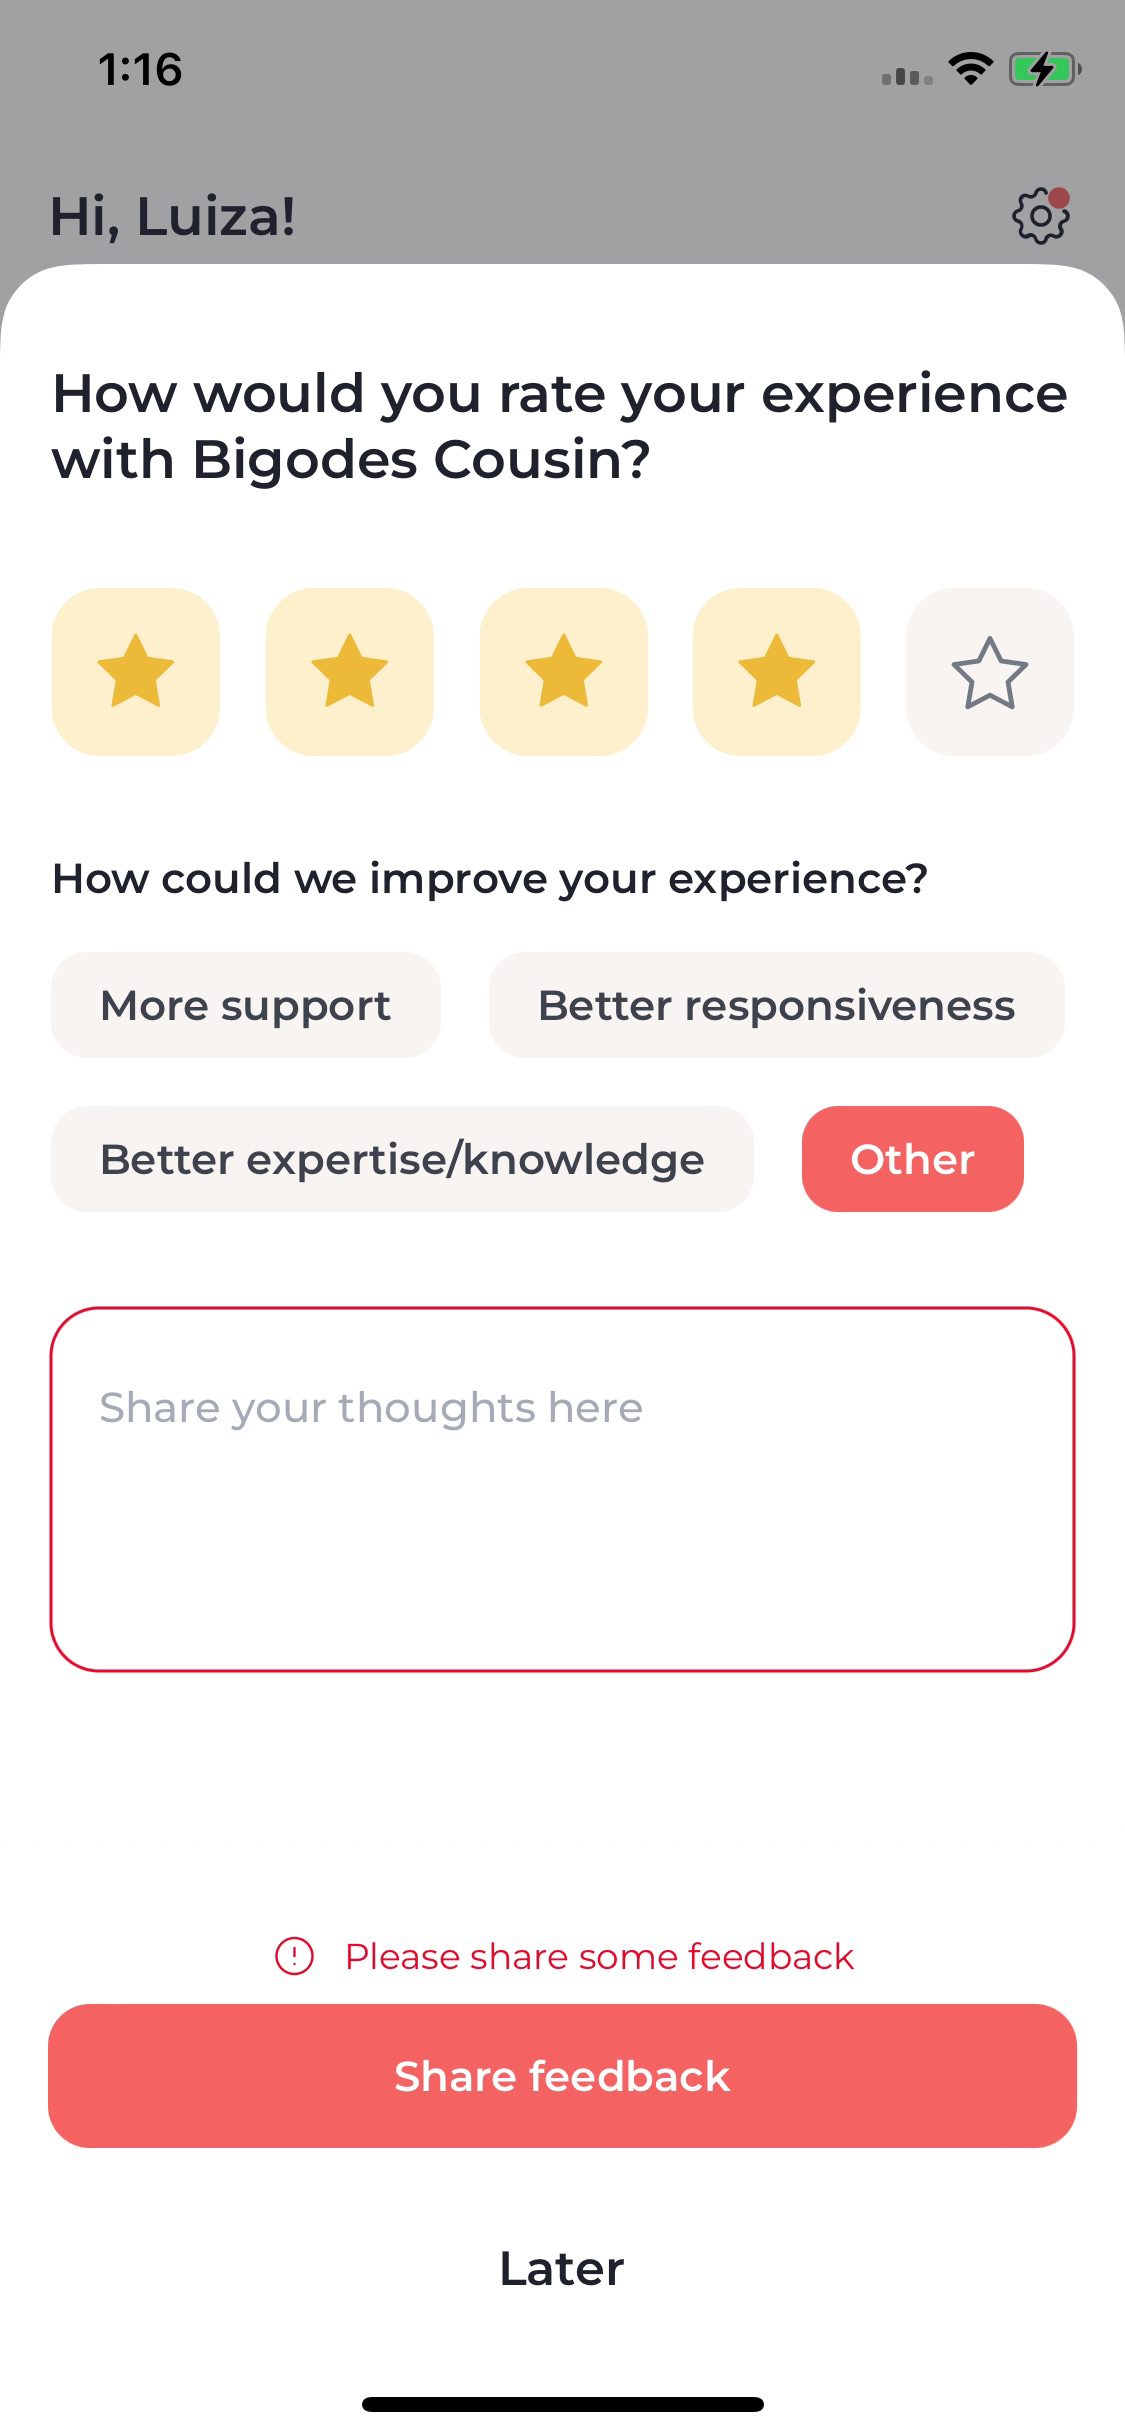 1:16
Hi, Luiza!
How would you rate your experience
with Bigodes Cousin?
How could we improve your experience?
More support
Better responsiveness
Better expertise/knowledge
Other
Share your thoughts here
Please share some feedback
Share feedback
Later